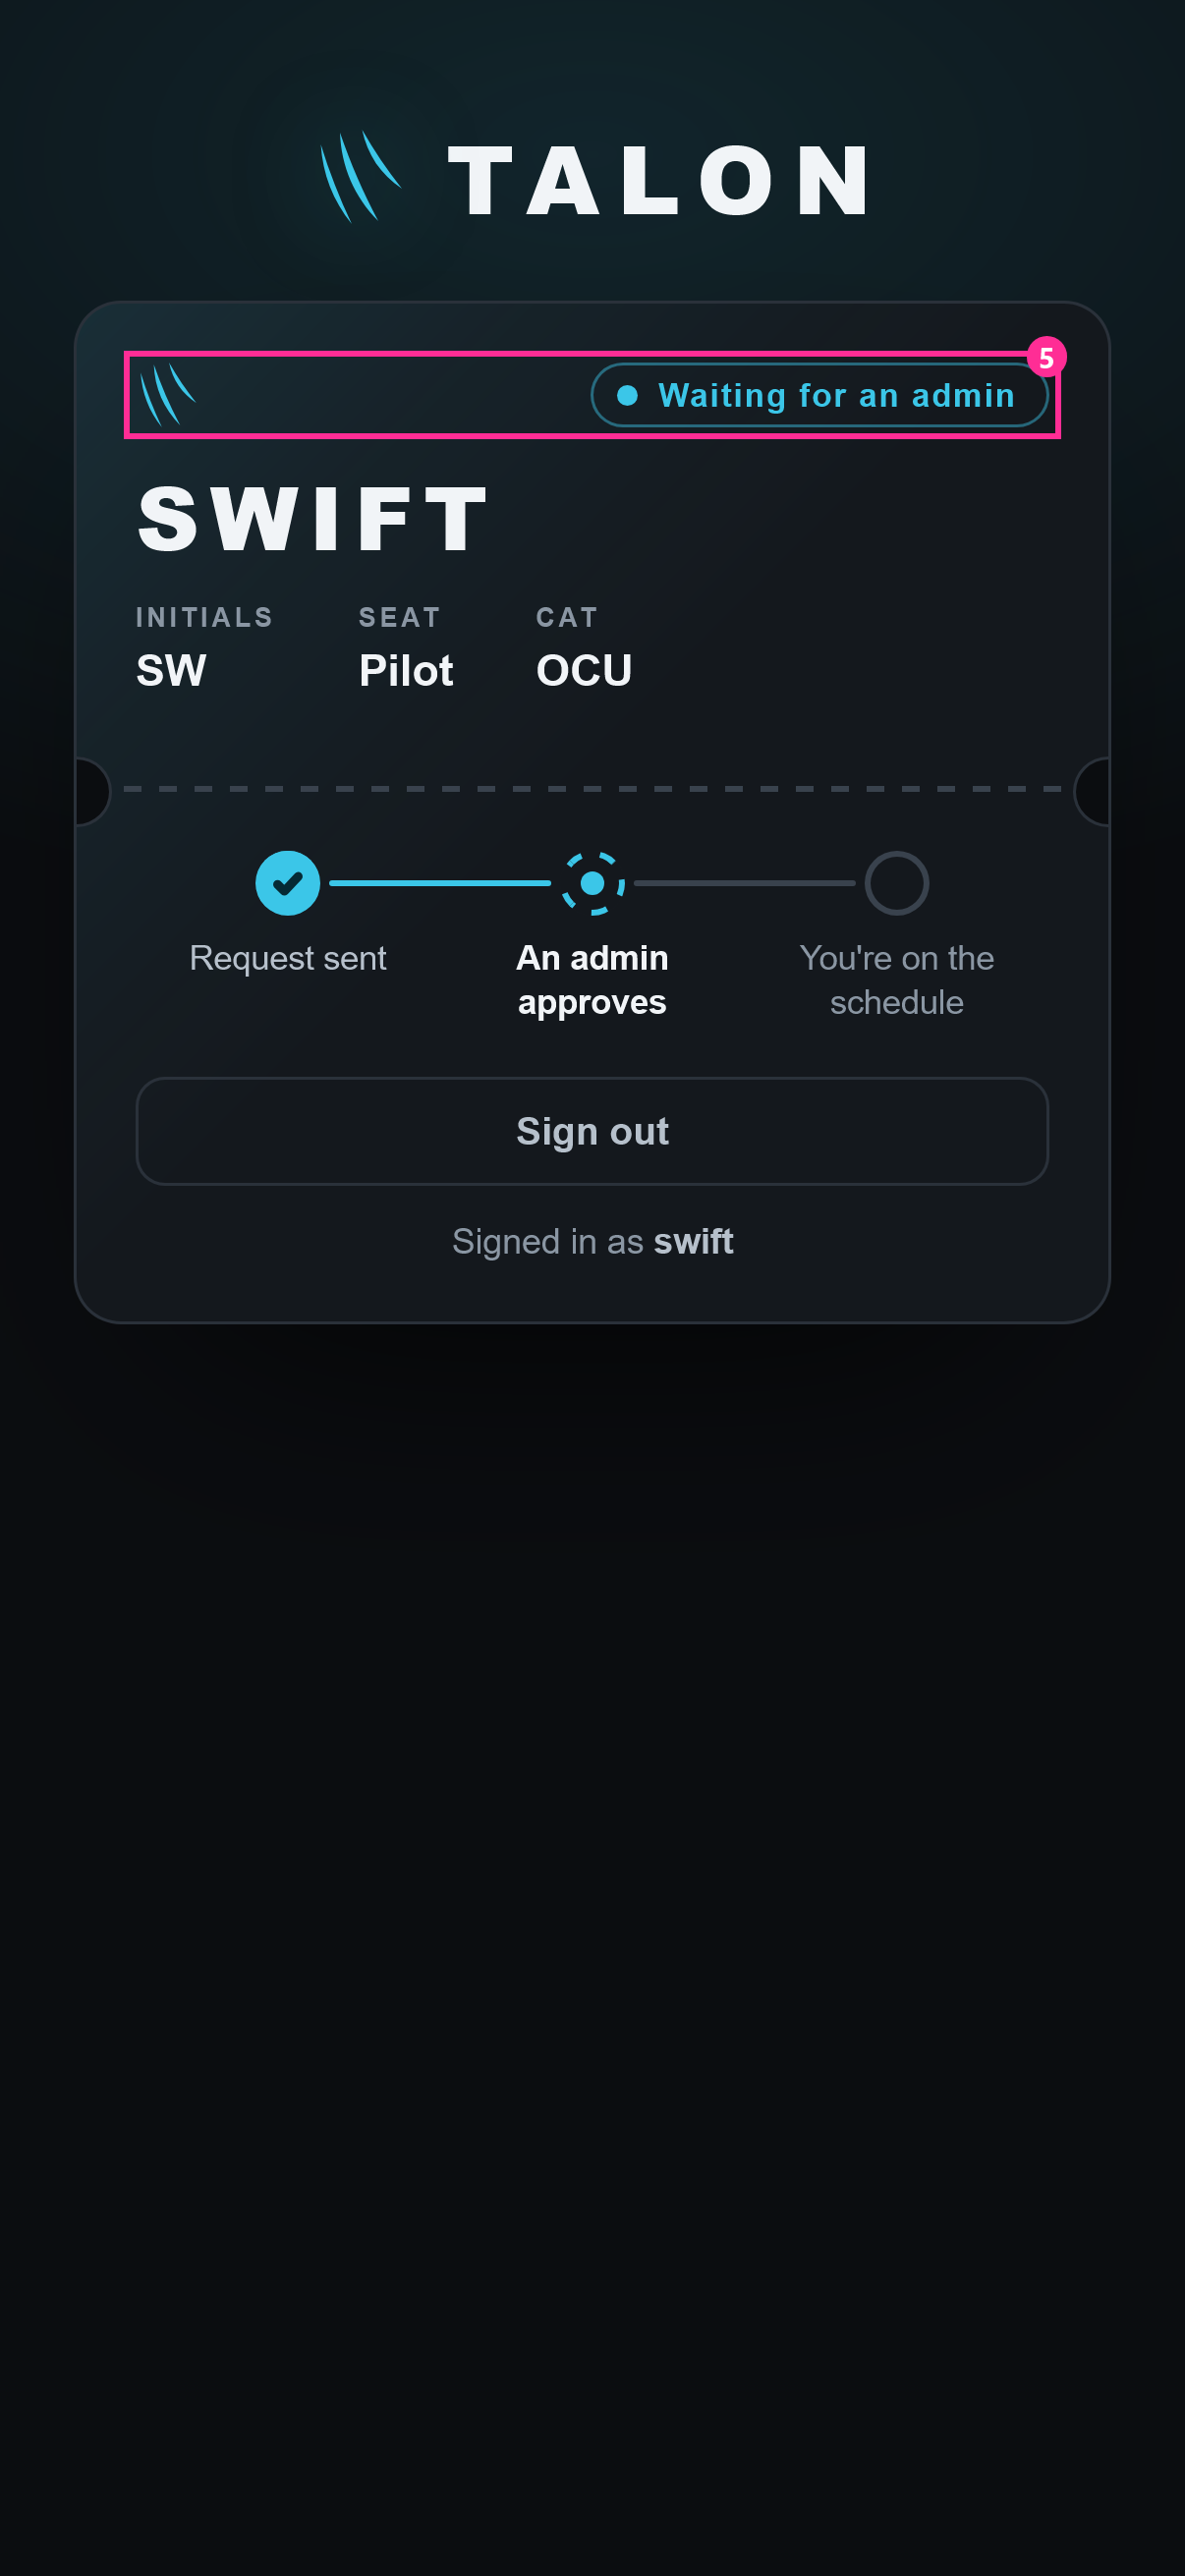 TALON
5
Waiting for an admin
SWIFT
INITIALS SEAT CAT
SW Pilot OCU
Request sent
An admin
approves
You're on the
schedule
Sign out
Signed in as swift